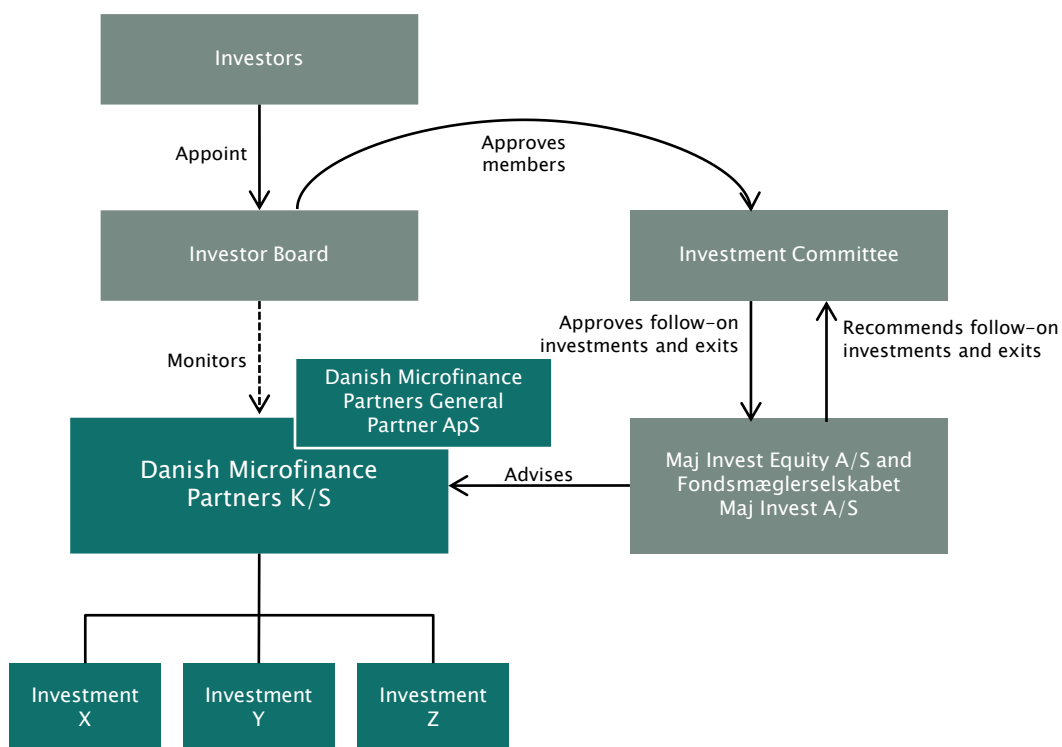 Investors
Appoint
Approves
members
Investor Board
Investment Committee
Approves follow-on
investments and exits
Recommends follow-on
investments and exits
Monitors
Danish Microfinance
Partners General
Partner ApS
Danish Microfinance
Partners K/S
Advises
Maj Invest Equity A/S and
Fondsmæglerselskabet
Maj Invest A/S
Investment
X
Investment
Y
Investment
Z